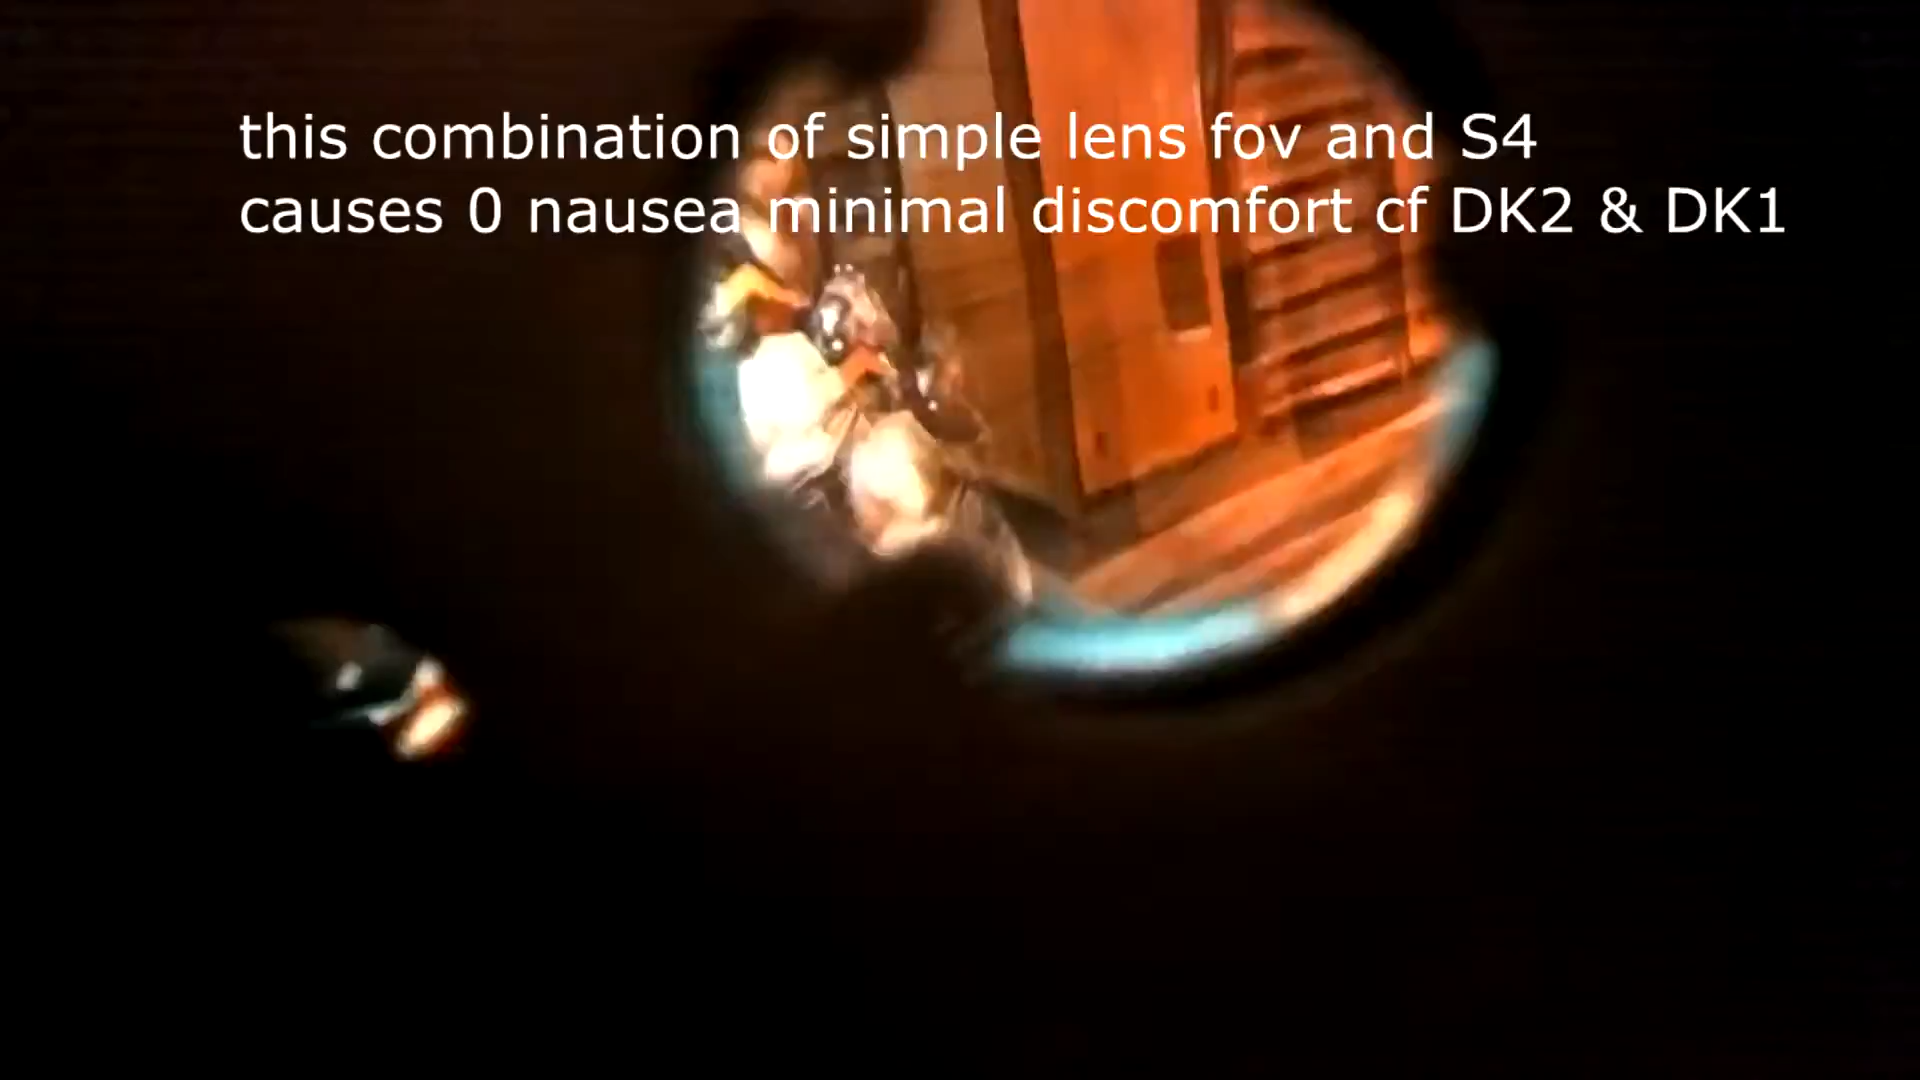 this combination of simple lens fov and S4
causes 0 nausea minimal discomfort cf DK2 & DK1